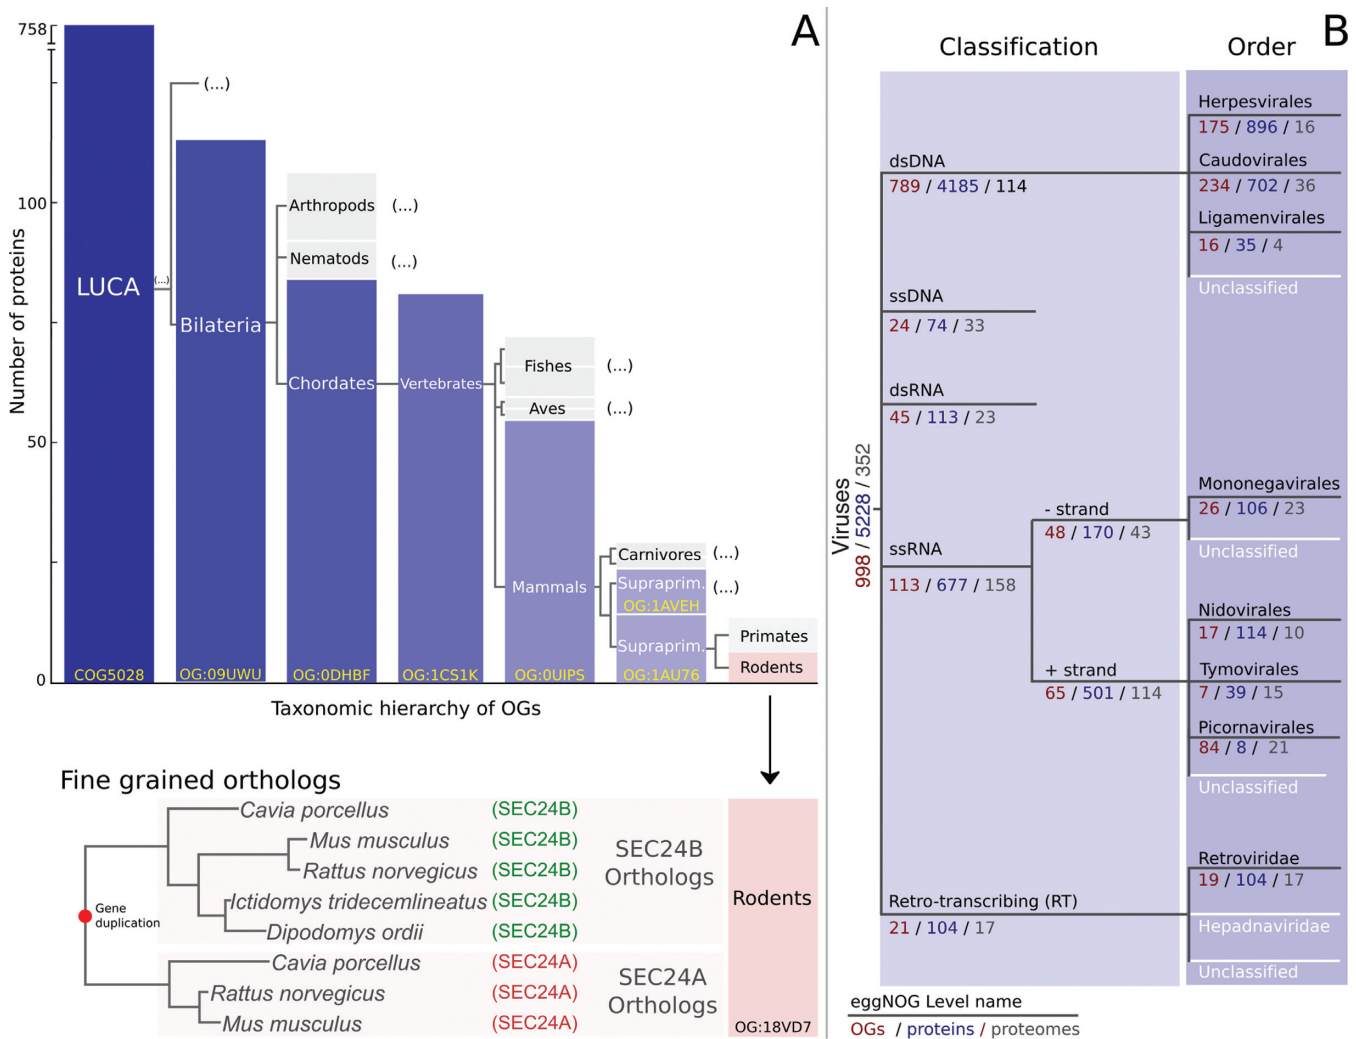 A
758
100
50
0
Number of proteins
LUCA
(...)
(...)
Bilateria
Arthropods (...)
Nematods (...)
Chordates
Vertebrates
Fishes (...)
Aves (...)
Mammals
Carnivores (...)
Supraprim. (...)
OG:1AVEH
Supraprim.
Primates
Rodents
COG5028 OG:09UWU OG:0DHBF OG:1CS1K OG:0UIPS OG:1AU76
Taxonomic hierarchy of OGs
Fine grained orthologs
Gene
duplication
Cavia porcellus (SEC24B)
Mus musculus (SEC24B)
Rattus norvegicus (SEC24B)
Ictidomys tridecemlineatus (SEC24B)
Dipodomys ordii (SEC24B)
SEC24B
Orthologs
Cavia porcellus (SEC24A)
Rattus norvegicus (SEC24A)
Mus musculus (SEC24A)
SEC24A
Orthologs
Rodents
OG:18VD7
B
Classification
Order
Viruses
998 / 5228 / 352
dsDNA
789 / 4185 / 114
Herpesvirales
175 / 896 / 16
Caudovirales
234 / 702 / 36
Ligamenvirales
16 / 35 / 4
Unclassified
ssDNA
24 / 74 / 33
dsRNA
45 / 113 / 23
ssRNA
113 / 677 / 158
- strand
48 / 170 / 43
Mononegavirales
26 / 106 / 23
Unclassified
+ strand
65 / 501 / 114
Nidovirales
17 / 114 / 10
Tymovirales
7 / 39 / 15
Picornavirales
84 / 8 / 21
Unclassified
Retro-transcribing (RT)
21 / 104 / 17
Retroviridae
19 / 104 / 17
Hepadnaviridae
Unclassified
eggNOG Level name
OGs / proteins / proteomes